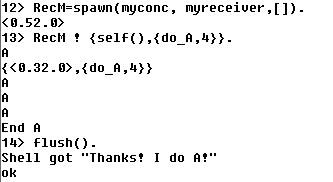 12> RecM=spawn(myconc, myreceiver,[]).
<0.52.0>
13> RecM ! {self(),{do_A,4}}.
A
{<0.32.0>,{do_A,4}}
A
A
A
End A
14> flush().
Shell got "Thanks! I do A!"
ok